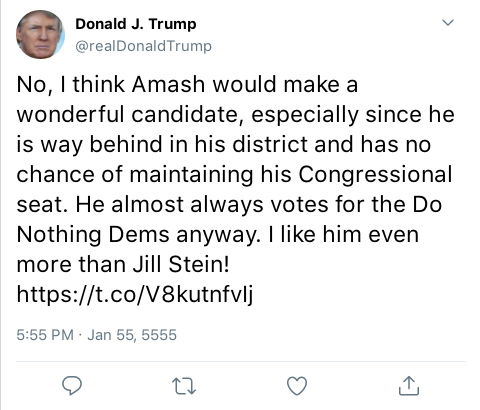 Donald J. Trump
@realDonaldTrump
No, I think Amash would make a
wonderful candidate, especially since he
is way behind in his district and has no
chance of maintaining his Congressional
seat. He almost always votes for the Do
Nothing Dems anyway. I like him even
more than Jill Stein!
https://t.co/V8kutnfvlj
5:55 PM · Jan 55, 5555